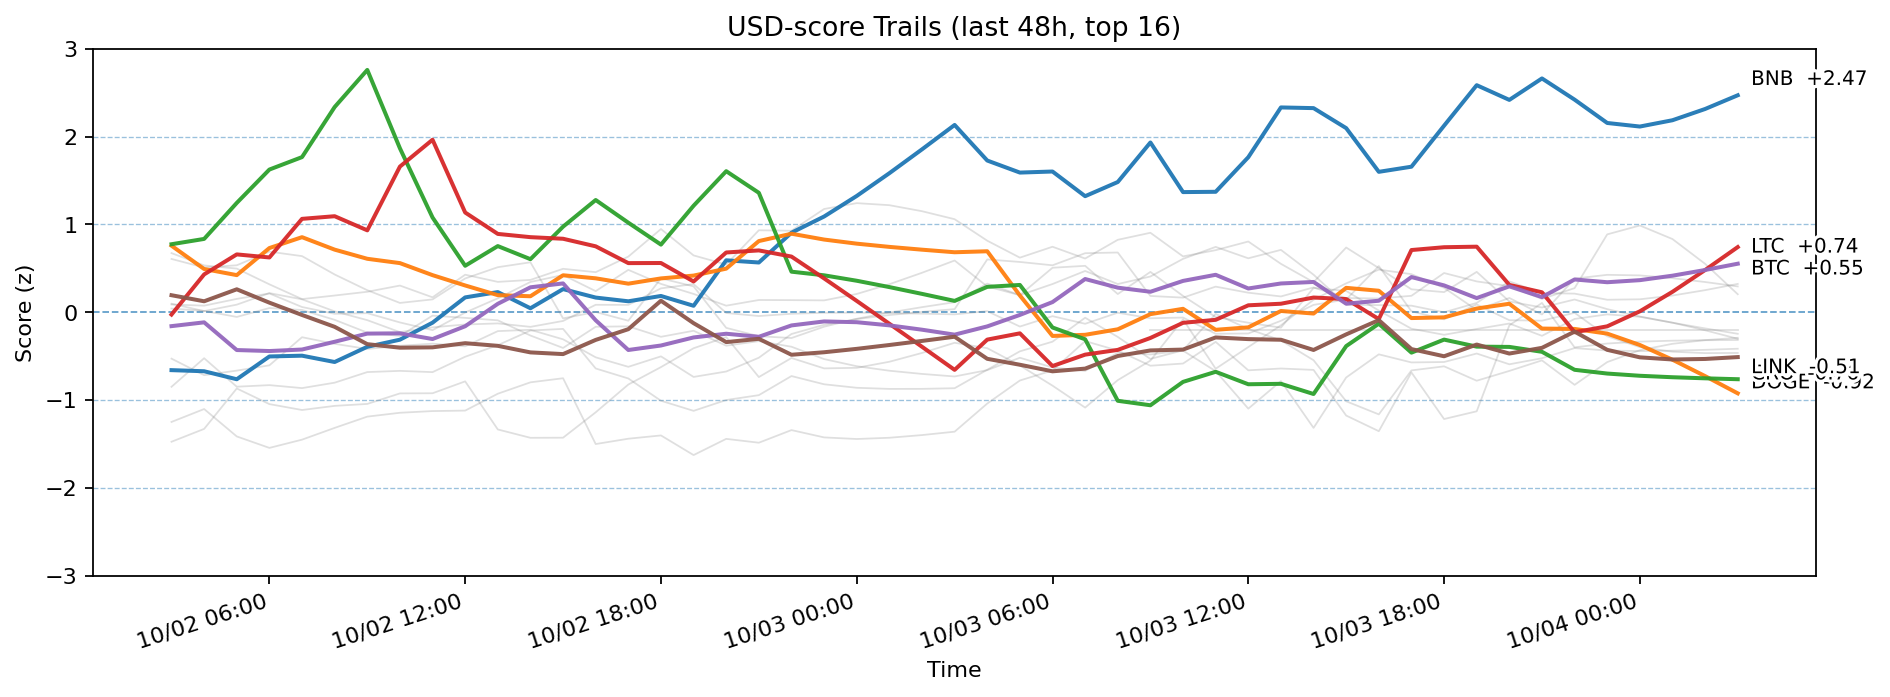 USD-score Trails (last 48h, top 16)
Score (z)
3
2
1
0
−1
−2
−3
BNB +2.47
LTC +0.74
BTC +0.55
LINK -0.51
DOGE -0.92
10/02 06:00
10/02 12:00
10/02 18:00
10/03 00:00
10/03 06:00
10/03 12:00
10/03 18:00
10/04 00:00
Time